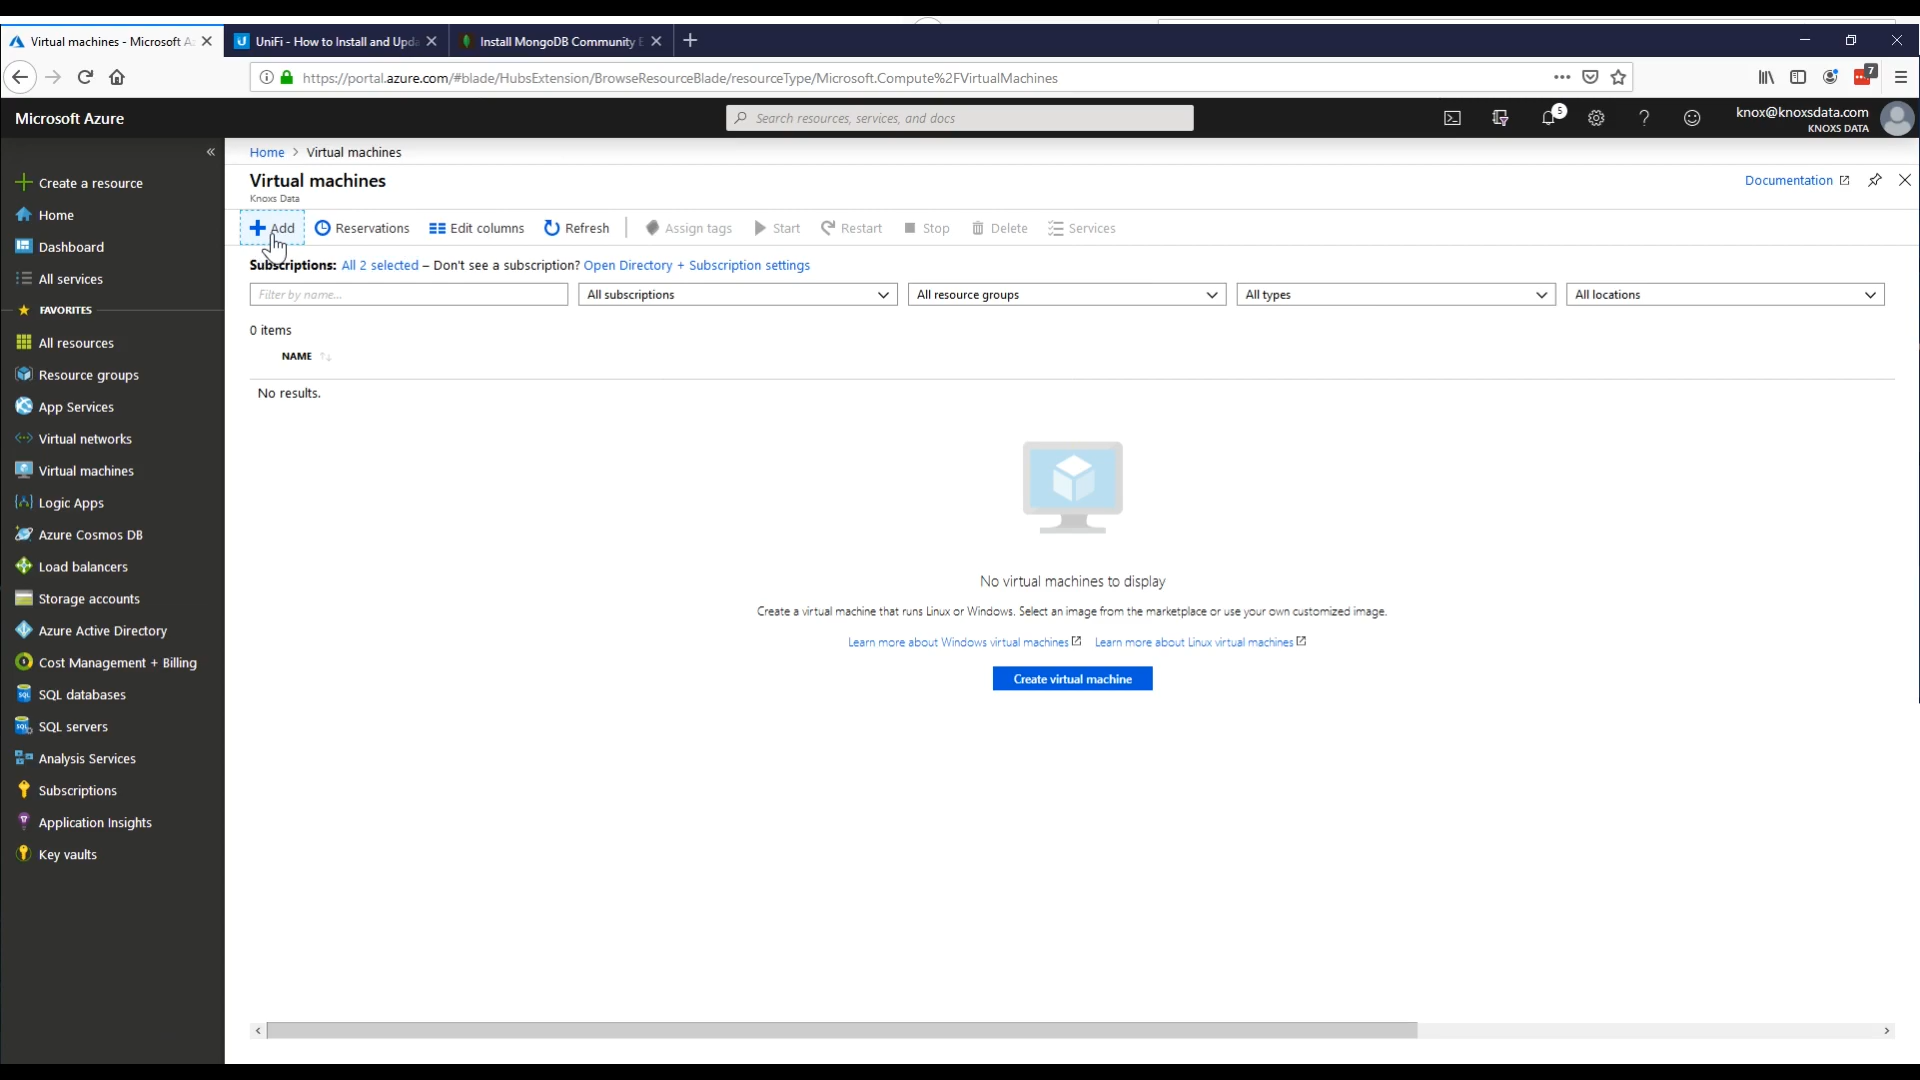 Virtual machines - Microsoft Az
UniFi - How to Install and Upda
Install MongoDB Community E
https://portal.azure.com/#blade/HubsExtension/BrowseResourceBlade/resourceType/Microsoft.Compute%2FVirtualMachines
7
Microsoft Azure
Search resources, services, and docs
5
knox@knoxsdata.com
KNOXS DATA
Create a resource
Home
Dashboard
All services
FAVORITES
All resources
Resource groups
App Services
Virtual networks
Virtual machines
Logic Apps
Azure Cosmos DB
Load balancers
Storage accounts
Azure Active Directory
Cost Management + Billing
SQL databases
SQL servers
Analysis Services
Subscriptions
Application Insights
Key vaults
Home > Virtual machines
Virtual machines
Knoxs Data
Documentation
Add Reservations Edit columns Refresh Assign tags Start Restart Stop Delete Services
Subscriptions: All 2 selected – Don't see a subscription? Open Directory + Subscription settings
Filter by name... All subscriptions All resource groups All types All locations
0 items
NAME
No results.
No virtual machines to display
Create a virtual machine that runs Linux or Windows. Select an image from the marketplace or use your own customized image.
Learn more about Windows virtual machines Learn more about Linux virtual machines
Create virtual machine